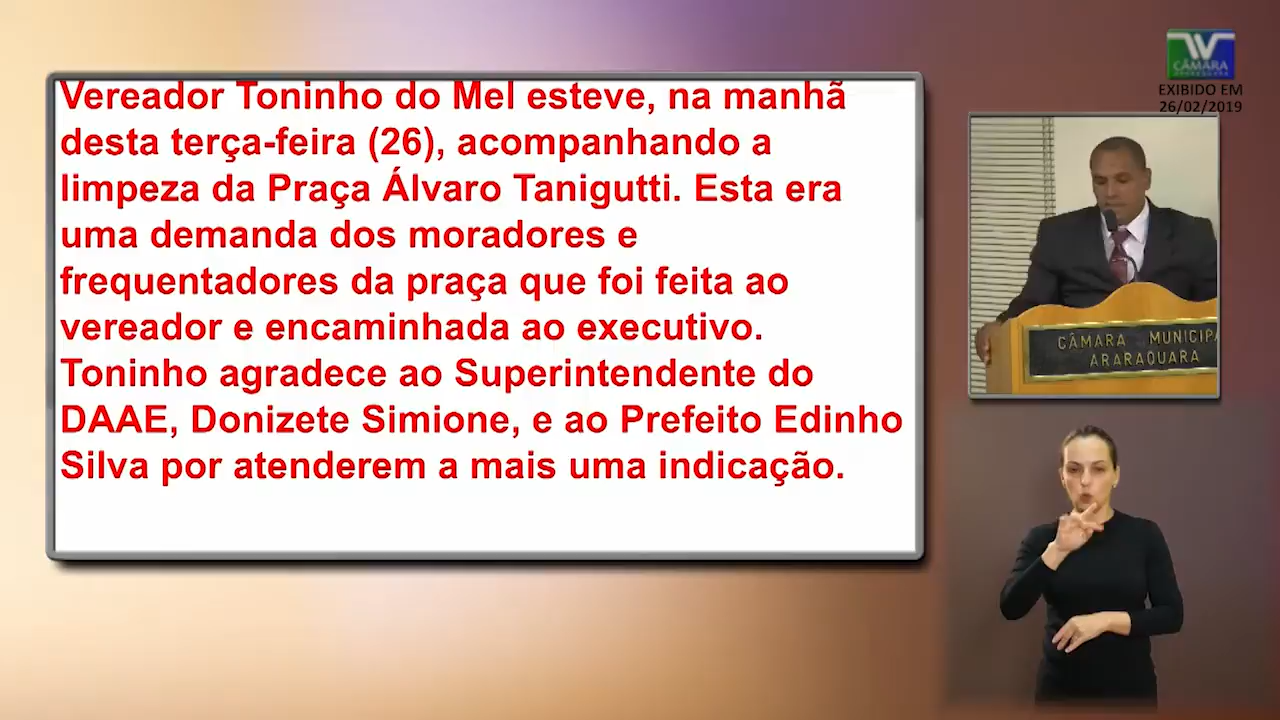 Vereador Toninho do Mel esteve, na manhã
desta terça-feira (26), acompanhando a
limpeza da Praça Álvaro Tanigutti. Esta era
uma demanda dos moradores e
frequentadores da praça que foi feita ao
vereador e encaminhada ao executivo.
Toninho agradece ao Superintendente do
DAAE, Donizete Simione, e ao Prefeito Edinho
Silva por atenderem a mais uma indicação.
CÂMARA
ARARAQUARA
EXIBIDO EM
26/02/2019
CÂMARA MUNICIPA
ARARAQUARA